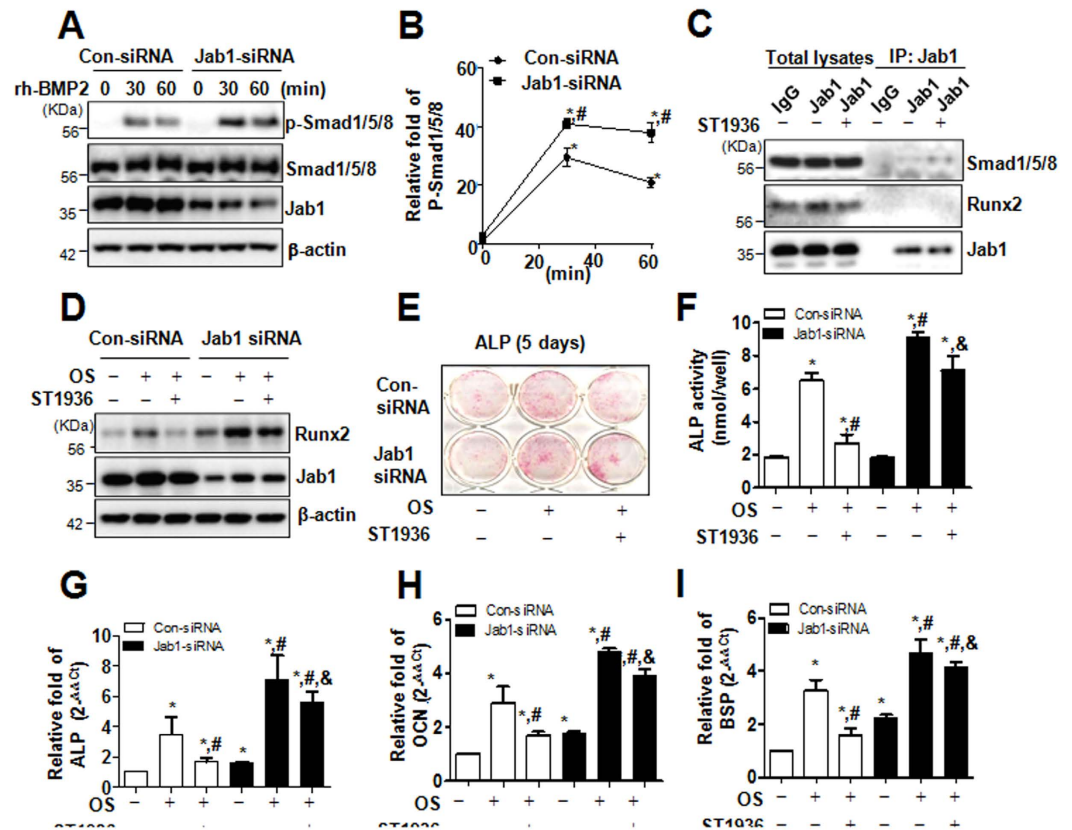 A
Con-siRNA Jab1-siRNA
rh-BMP2 0 30 60 0 30 60 (min)
(KDa)
56 p-Smad1/5/8
56 Smad1/5/8
35 Jab1
42 β-actin
B
Con-siRNA
Jab1-siRNA
Relative fold of
P-Smad1/5/8
60
40
20
0
*,#
*,#
*
*
0 30 60
(min)
C
Total lysates IP: Jab1
IgG Jab1 Jab1 IgG Jab1 Jab1
ST1936 – – + – – +
(KDa)
56 Smad1/5/8
56 Runx2
35 Jab1
D
Con-siRNA Jab1 siRNA
OS – + + – + +
ST1936 – – + – – +
(KDa)
56 Runx2
35 Jab1
42 β-actin
E
ALP (5 days)
Con-
siRNA
Jab1
siRNA
OS – + +
ST1936 – – +
F
Con-siRNA
Jab1-siRNA
ALP activity
(nmol/well)
10
8
6
4
2
0
* *,# *,# *,&
OS – + + – + +
ST1936 – – + – – +
G
Con-siRNA
Jab1-siRNA
Relative fold of
ALP (2-ΔΔCt)
10
8
6
4
2
0
* *,# * *,# *,#,&
OS – + + – + +
H
Con-siRNA
Jab1-siRNA
Relative fold of
OCN (2-ΔΔCt)
6
4
2
0
* *,# * *,# *,#,&
OS – + + – + +
I
Con-siRNA
Jab1-siRNA
Relative fold of
BSP (2-ΔΔCt)
6
4
2
0
* *,# * *,# *,#,&
OS – + + – + +
ST1936 – – + – – +